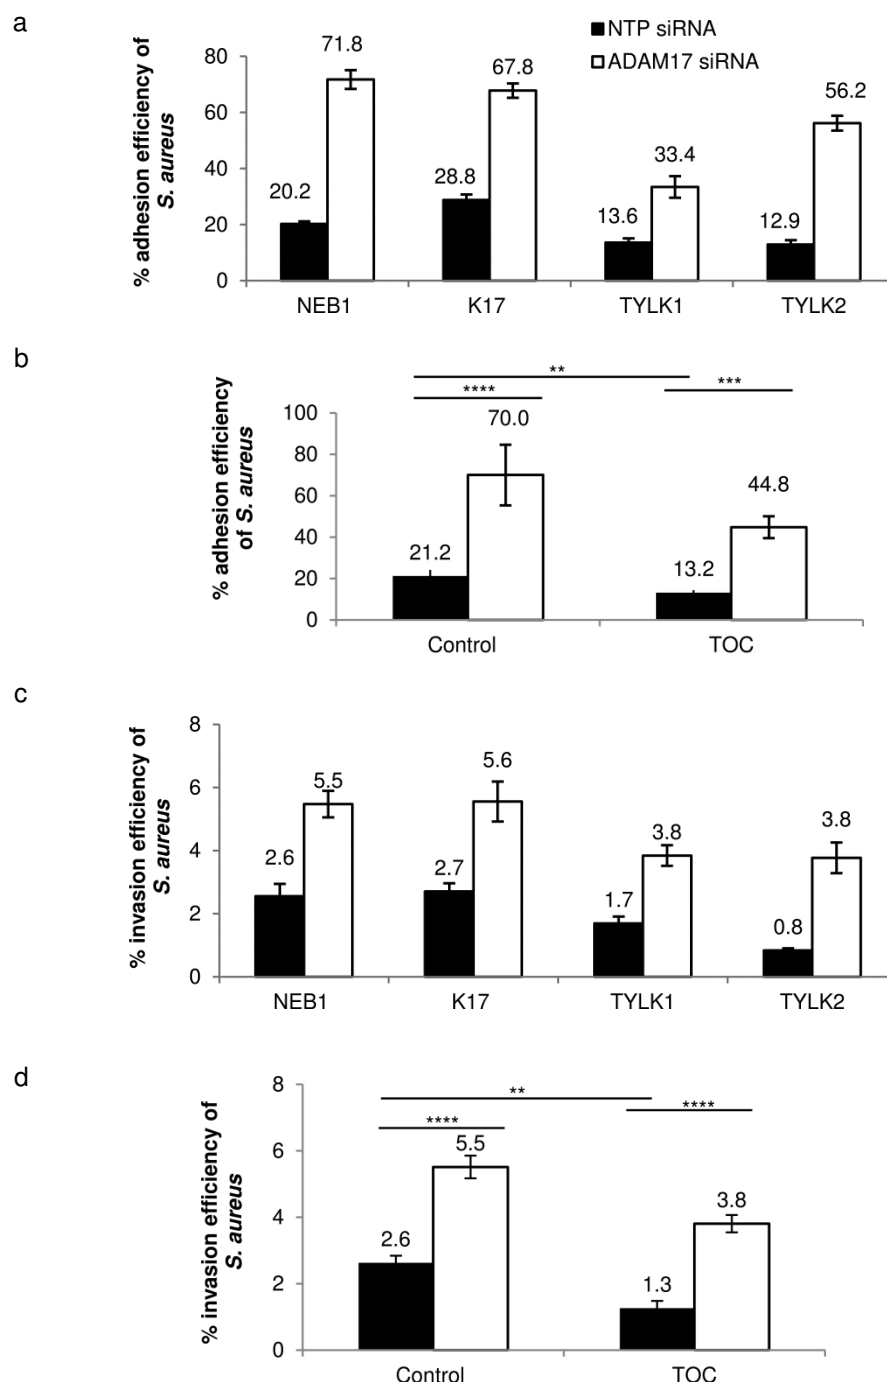 a
NTP siRNA
ADAM17 siRNA
% adhesion efficiency of
S. aureus
80
60
40
20
0
20.2
71.8
28.8
67.8
13.6
33.4
12.9
56.2
NEB1
K17
TYLK1
TYLK2
b
% adhesion efficiency
of S. aureus
100
80
60
40
20
0
**
****
***
21.2
70.0
13.2
44.8
Control
TOC
c
% invasion efficiency of
S. aureus
8
6
4
2
0
2.6
5.5
2.7
5.6
1.7
3.8
0.8
3.8
NEB1
K17
TYLK1
TYLK2
d
% invasion efficiency of
S. aureus
8
6
4
2
0
**
****
****
2.6
5.5
1.3
3.8
Control
TOC